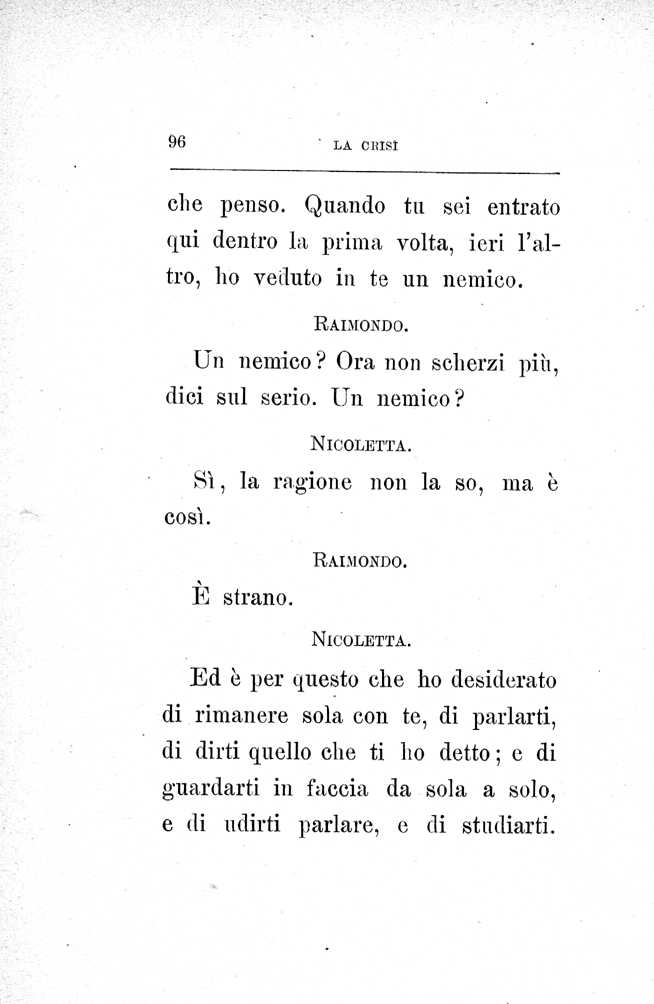 96 LA CRISÌ
che penso. Quando tu sei entrato
qui dentro la prima volta, ieri l'al-
tro, ho veduto in te un nemico.
RAIMONDO.
Un nemico? Ora non scherzi più,
dici sul serio. Un nemico?
NICOLETTA.
Sì, la ragione non la so, ma è
così.
RAIMONDO.
È strano.
NICOLETTA.
Ed è per questo che ho desiderato
di rimanere sola con te, di parlarti,
di dirti quello che ti ho detto; e di
guardarti in faccia da sola a solo,
e di udirti parlare, e di studiarti.